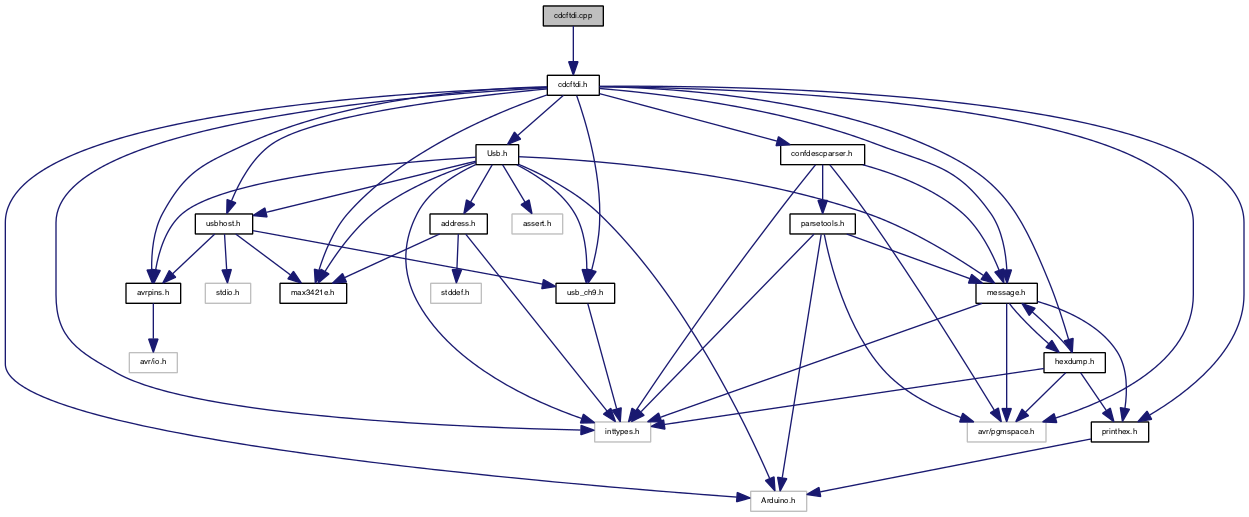 cdcftdi.cpp
cdcftdi.h
Usb.h
confdescparser.h
usbhost.h
address.h
assert.h
parsetools.h
avrpins.h
stdio.h
max3421e.h
stddef.h
usb_ch9.h
message.h
avr/io.h
hexdump.h
inttypes.h
avr/pgmspace.h
printhex.h
Arduino.h